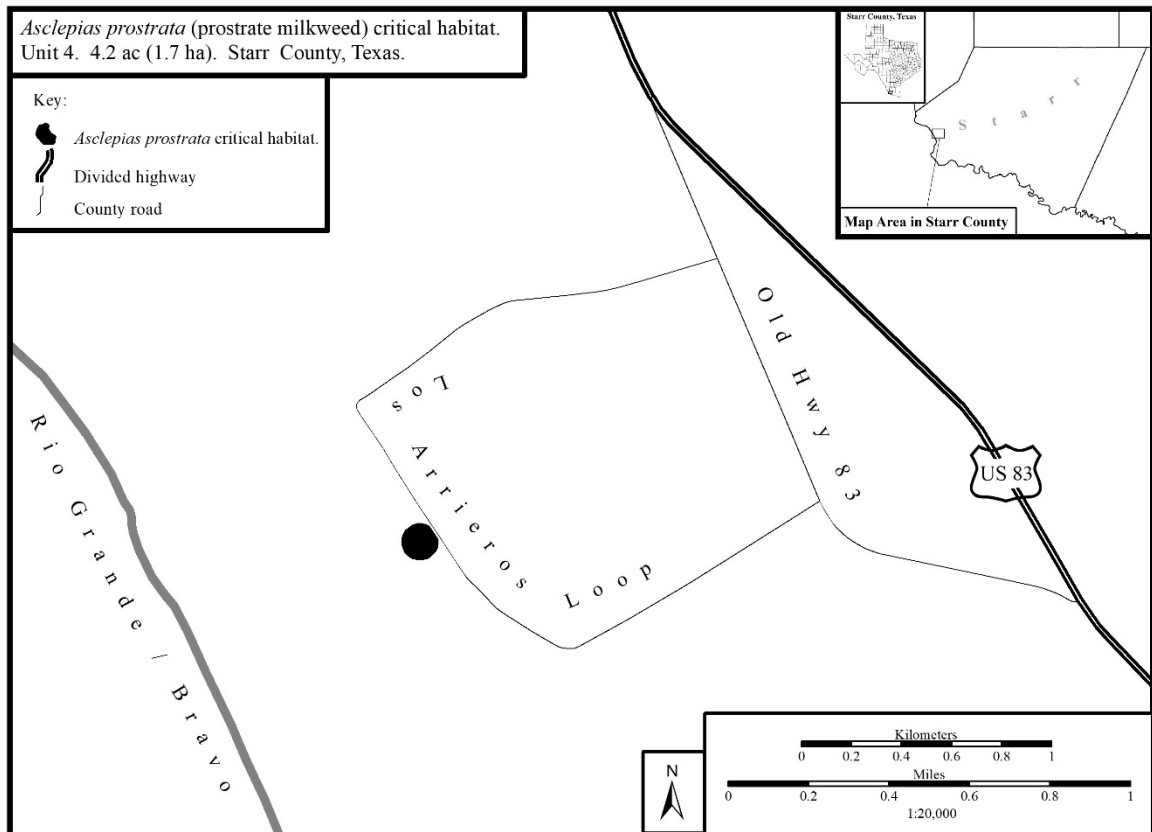 Asclepias prostrata (prostrate milkweed) critical habitat.
Unit 4. 4.2 ac (1.7 ha). Starr County, Texas.
Key:
Asclepias prostrata critical habitat.
Divided highway
County road
Starr County, Texas
Starr
Map Area in Starr County
Old Hwy 83
US 83
Los Arrieros Loop
Rio Grande / Bravo
N
Kilometers
0 0.2 0.4 0.6 0.8 1
Miles
0 0.2 0.4 0.6 0.8 1
1:20,000